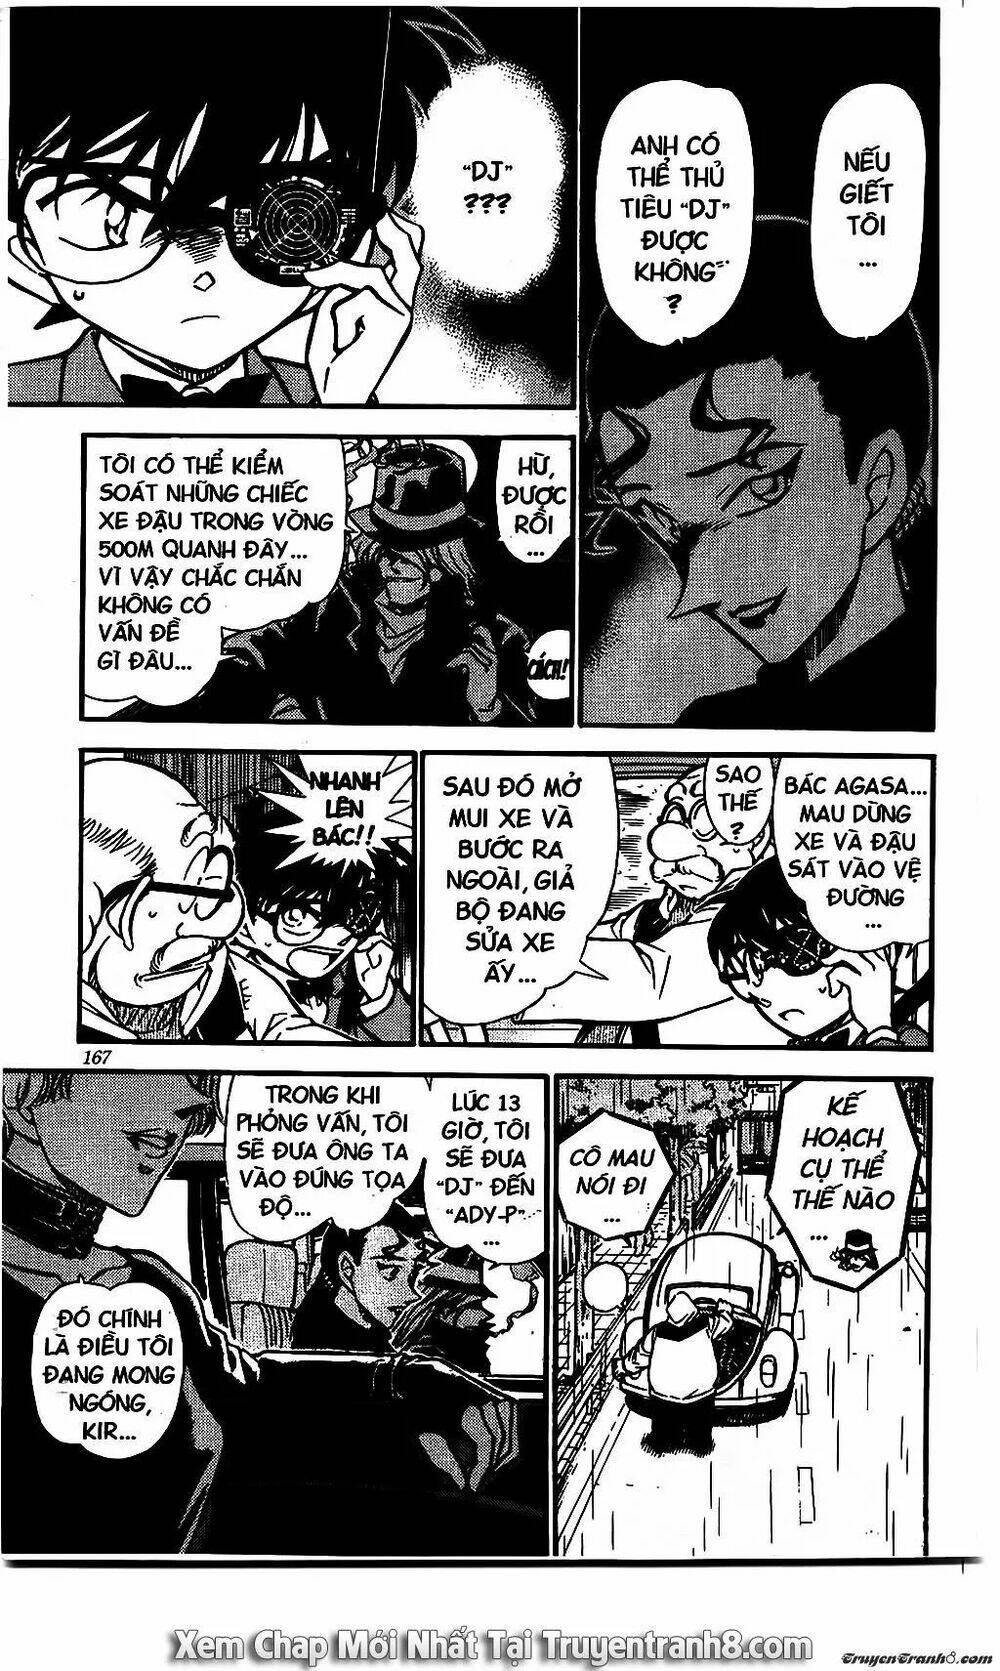 NẾU
GIẾT
TÔI
...
ANH CÓ
THỂ THỦ
TIÊU "DJ"
ĐƯỢC
KHÔNG
?
"DJ"
???
HỪ,
ĐƯỢC
RỒI
...
TÔI CÓ THỂ KIỂM
SOÁT NHỮNG CHIẾC
XE ĐẬU TRONG VÒNG
500M QUANH ĐÂY...
VÌ VẬY CHẮC CHẮN
KHÔNG CÓ
VẤN ĐỀ
GÌ ĐÂU...
CÁCH!
BÁC AGASA...
MAU DỪNG
XE VÀ ĐẬU
SÁT VÀO VỆ
ĐƯỜNG
...
SAO
THẾ
?
SAU ĐÓ MỞ
MUI XE VÀ
BƯỚC RA
NGOÀI, GIẢ
BỘ ĐANG
SỬA XE
ẤY...
NHANH
LÊN
BÁC!!
167
KẾ
HOẠCH
CỤ THỂ
THẾ NÀO
...
CÔ MAU
NÓI ĐI
...
LÚC 13
GIỜ, TÔI
SẼ ĐƯA
"DJ" ĐẾN
"ADY-P"
...
TRONG KHI
PHỎNG VẤN, TÔI
SẼ ĐƯA ÔNG TA
VÀO ĐÚNG TỌA
ĐỘ...
ĐÓ CHÍNH
LÀ ĐIỀU TÔI
ĐANG MONG
NGÓNG,
KIR...
Xem Chap Mới Nhất Tại Truyentranh8.com
TruyenTranh8.com